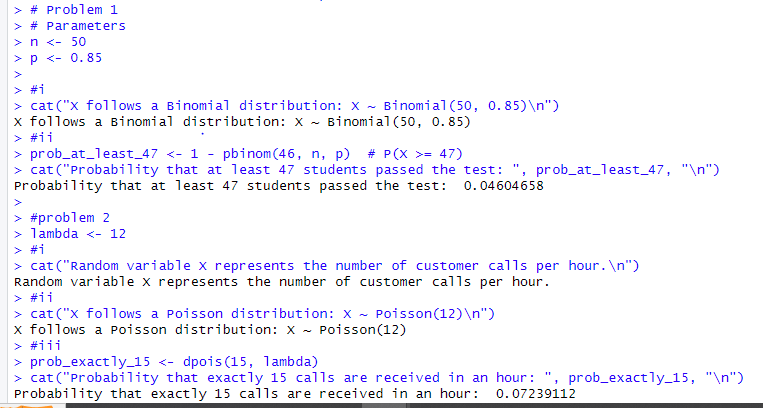 > # Problem 1
> # Parameters
> n <- 50
> p <- 0.85
>
> #i
> cat("X follows a Binomial distribution: X ~ Binomial(50, 0.85)\n")
X follows a Binomial distribution: X ~ Binomial(50, 0.85)
> #ii
> prob_at_least_47 <- 1 - pbinom(46, n, p)  # P(X >= 47)
> cat("Probability that at least 47 students passed the test: ", prob_at_least_47, "\n")
Probability that at least 47 students passed the test:  0.04604658
>
> #problem 2
> lambda <- 12
> #i
> cat("Random variable X represents the number of customer calls per hour.\n")
Random variable X represents the number of customer calls per hour.
> #ii
> cat("X follows a Poisson distribution: X ~ Poisson(12)\n")
X follows a Poisson distribution: X ~ Poisson(12)
> #iii
> prob_exactly_15 <- dpois(15, lambda)
> cat("Probability that exactly 15 calls are received in an hour: ", prob_exactly_15, "\n")
Probability that exactly 15 calls are received in an hour:  0.07239112